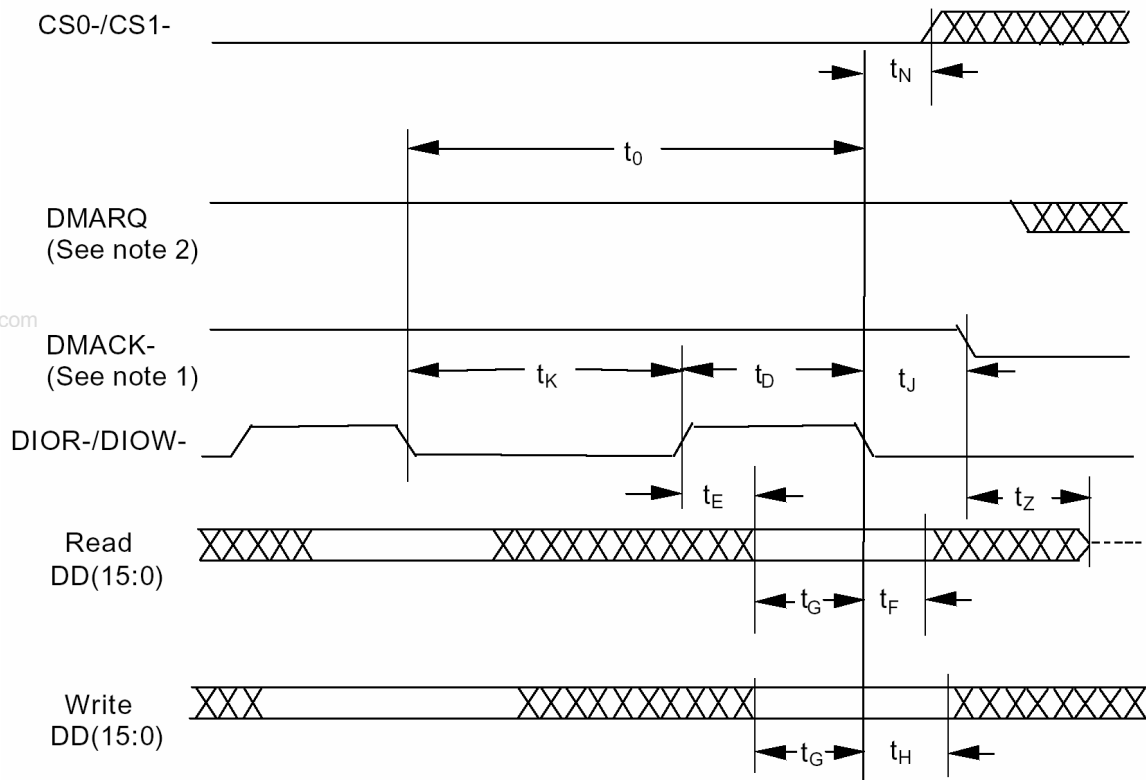 CS0-/CS1-
tN
t0
DMARQ
(See note 2)
com
DMACK-
(See note 1)
tK
tD
tJ
DIOR-/DIOW-
tE
tZ
Read
DD(15:0)
tG
tF
Write
DD(15:0)
tG
tH